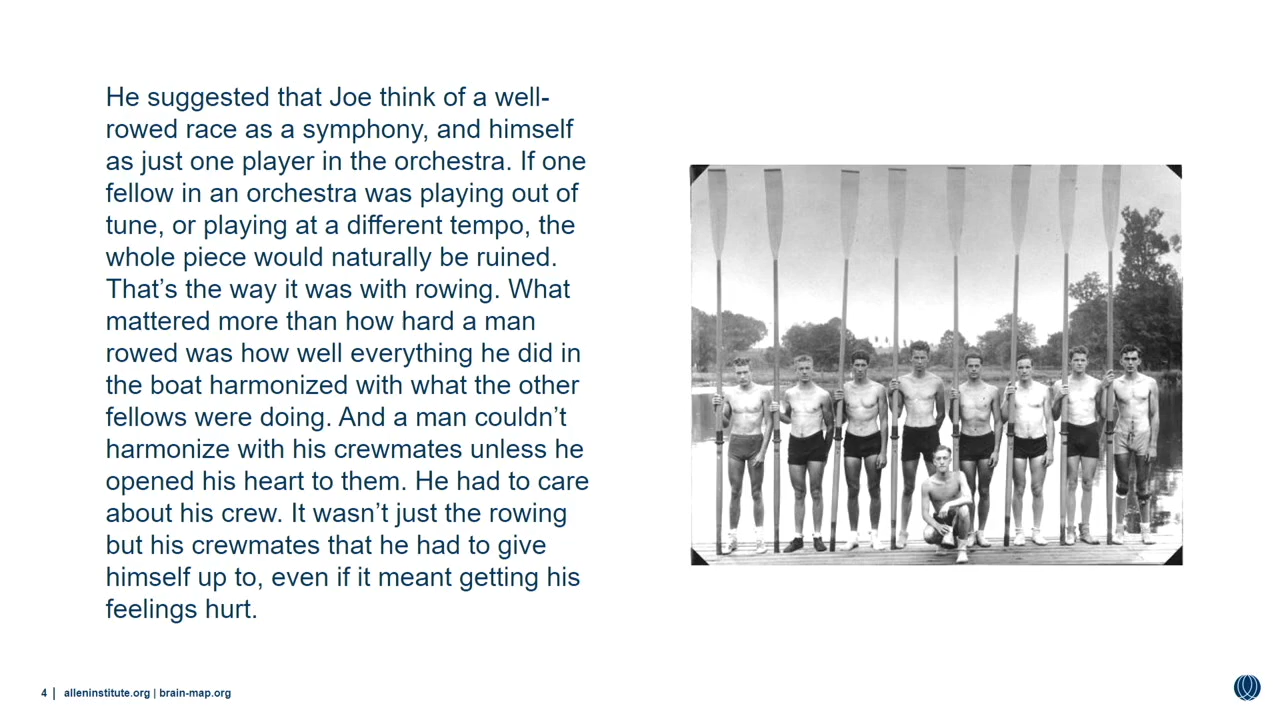 He suggested that Joe think of a well-
rowed race as a symphony, and himself
as just one player in the orchestra. If one
fellow in an orchestra was playing out of
tune, or playing at a different tempo, the
whole piece would naturally be ruined.
That’s the way it was with rowing. What
mattered more than how hard a man
rowed was how well everything he did in
the boat harmonized with what the other
fellows were doing. And a man couldn’t
harmonize with his crewmates unless he
opened his heart to them. He had to care
about his crew. It wasn’t just the rowing
but his crewmates that he had to give
himself up to, even if it meant getting his
feelings hurt.
4 | alleninstitute.org | brain-map.org